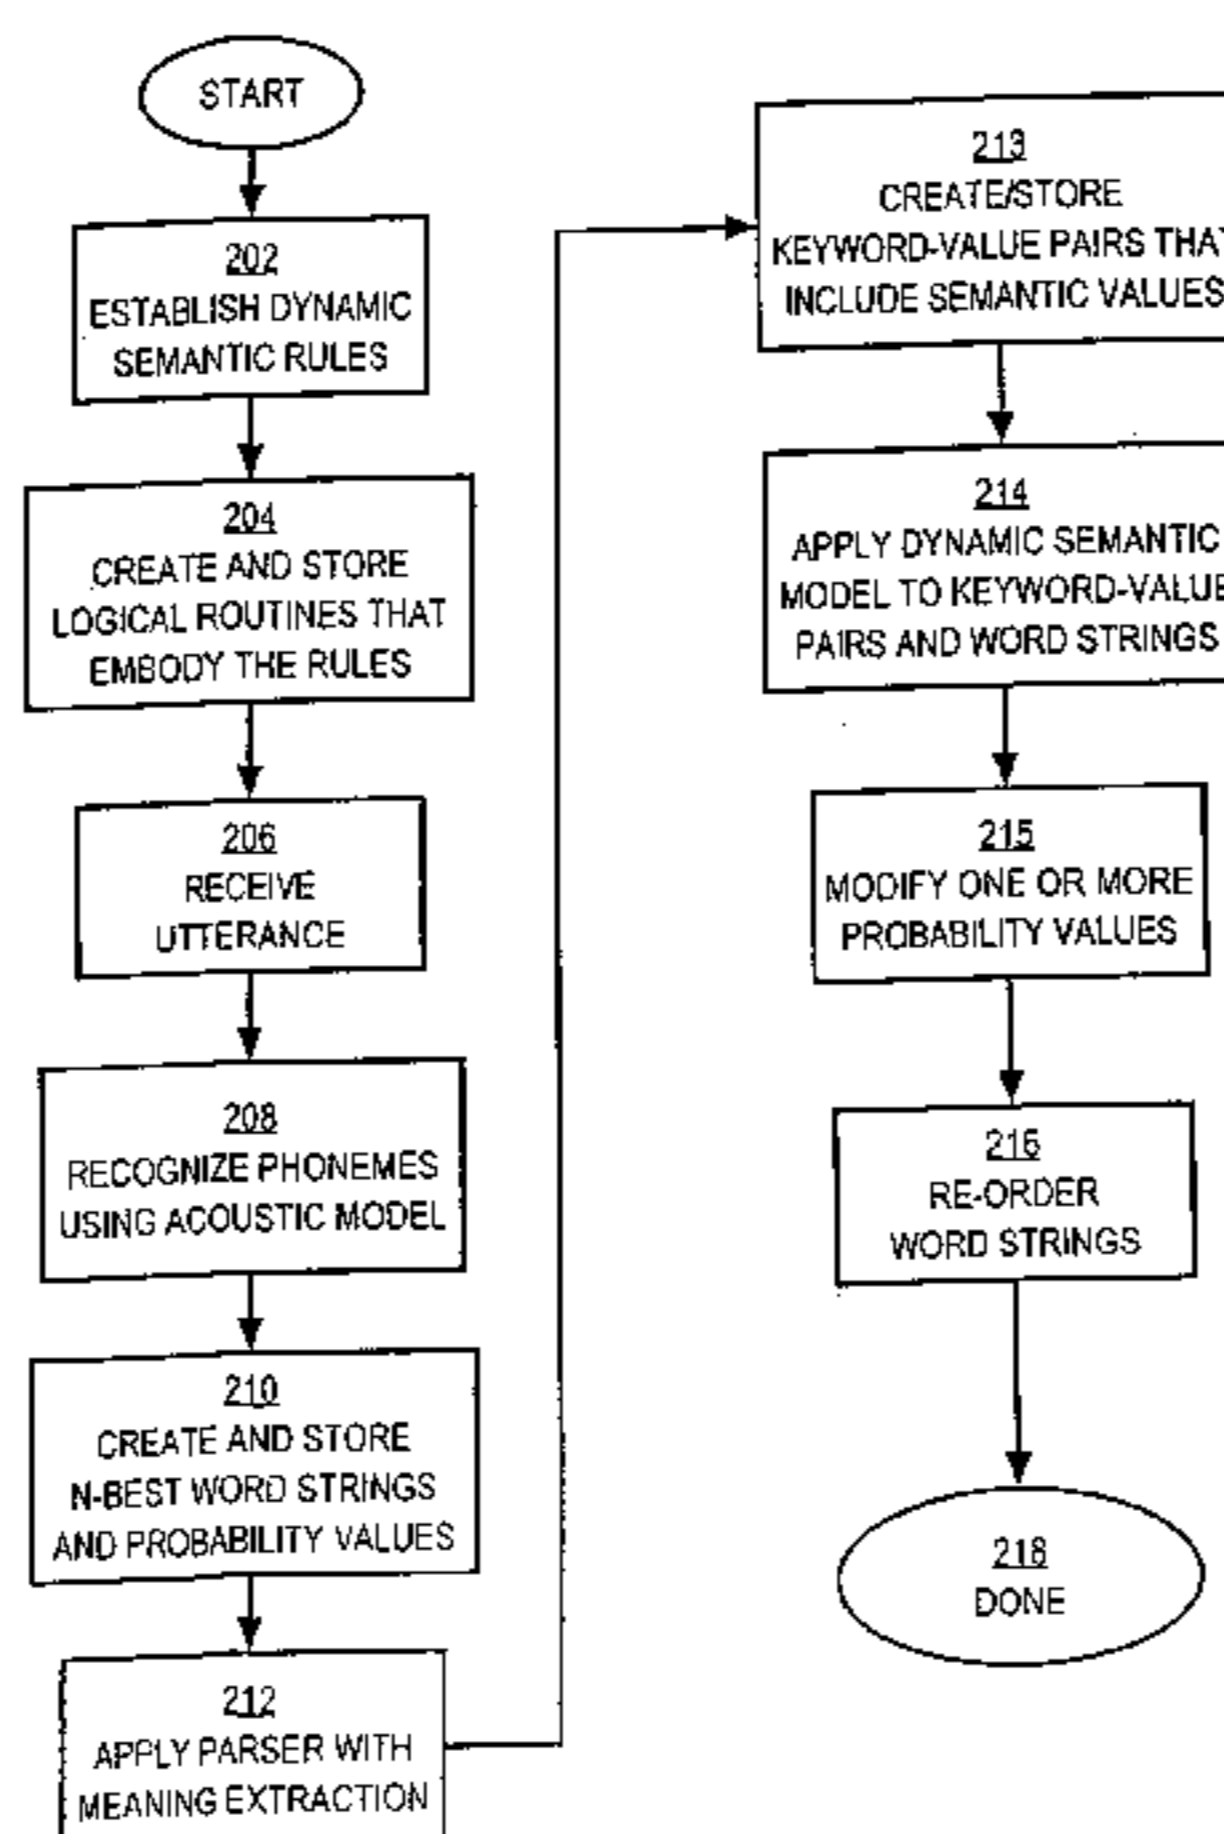 START
202
ESTABLISH DYNAMIC
SEMANTIC RULES
204
CREATE AND STORE
LOGICAL ROUTINES THAT
EMBODY THE RULES
206
RECEIVE
UTTERANCE
208
RECOGNIZE PHONEMES
USING ACOUSTIC MODEL
210
CREATE AND STORE
N-BEST WORD STRINGS
AND PROBABILITY VALUES
212
APPLY PARSER WITH
MEANING EXTRACTION
213
CREATE/STORE
KEYWORD-VALUE PAIRS THAT
INCLUDE SEMANTIC VALUES
214
APPLY DYNAMIC SEMANTIC
MODEL TO KEYWORD-VALUE
PAIRS AND WORD STRINGS
215
MODIFY ONE OR MORE
PROBABILITY VALUES
216
RE-ORDER
WORD STRINGS
218
DONE